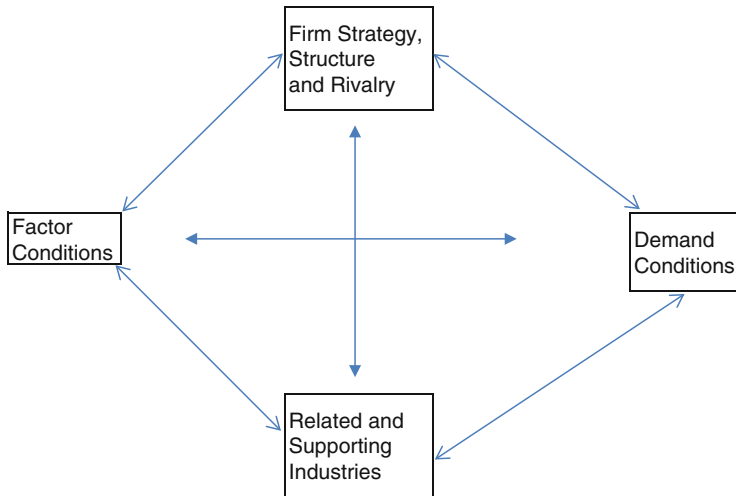 Firm Strategy,
Structure
and Rivalry
Factor
Conditions
Demand
Conditions
Related and
Supporting
Industries